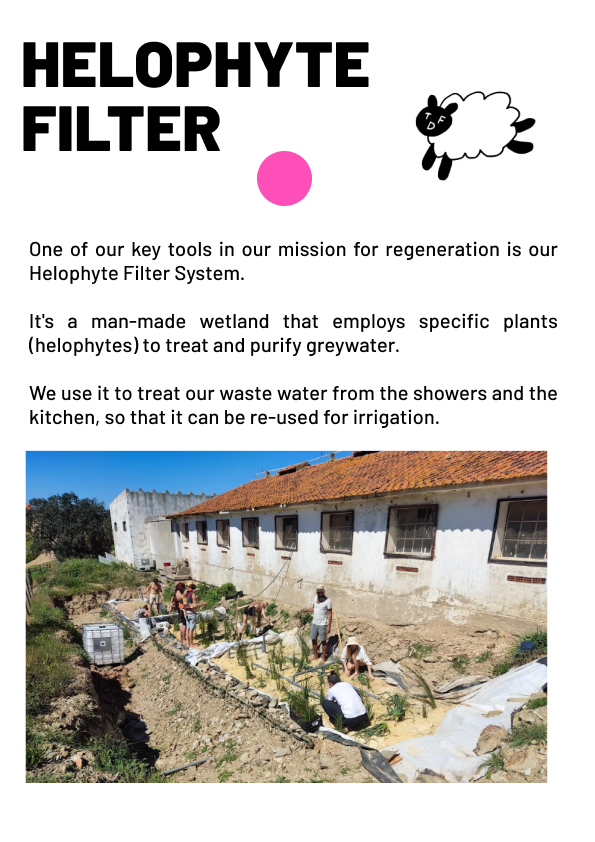 HELOPHYTE
FILTER
TDF
One of our key tools in our mission for regeneration is our
Helophyte Filter System.
It's a man-made wetland that employs specific plants
(helophytes) to treat and purify greywater.
We use it to treat our waste water from the showers and the
kitchen, so that it can be re-used for irrigation.